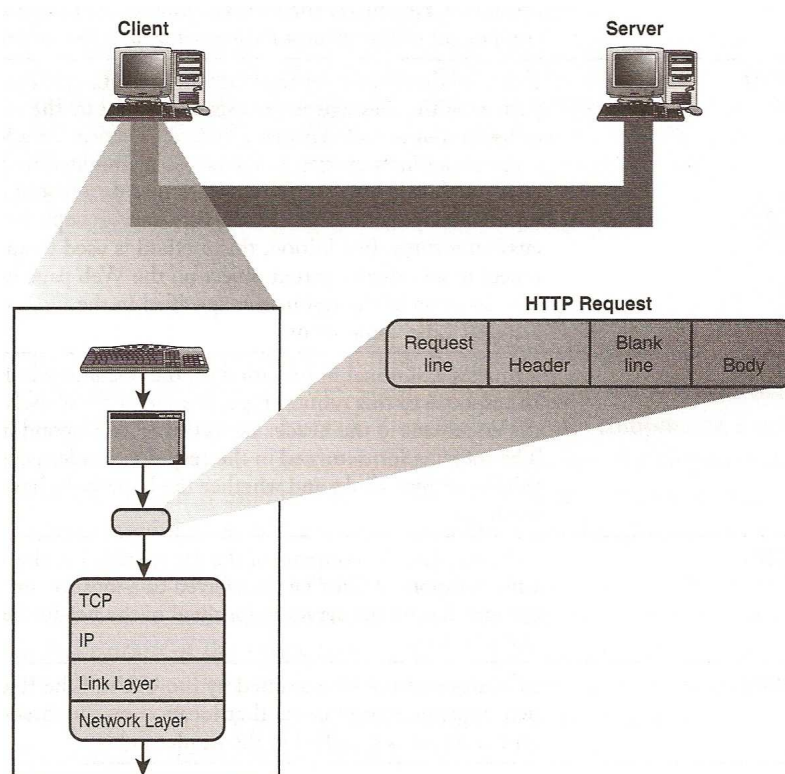 Client
Server
HTTP Request
Request line
Header
Blank line
Body
TCP
IP
Link Layer
Network Layer